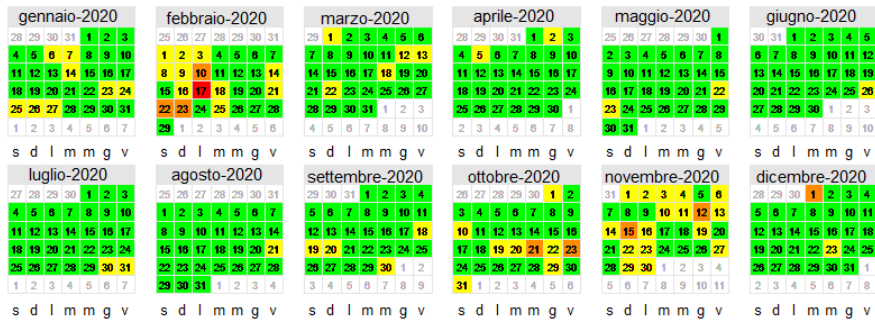 gennaio-2020
28 29 30 31 1 2 3
4 5 6 7 8 9 10
11 12 13 14 15 16 17
18 19 20 21 22 23 24
25 26 27 28 29 30 31
1 2 3 4 5 6 7
s d l m m g v
febbraio-2020
25 26 27 28 29 30 31
1 2 3 4 5 6 7
8 9 10 11 12 13 14
15 16 17 18 19 20 21
22 23 24 25 26 27 28
29 1 2 3 4 5 6
s d l m m g v
marzo-2020
29 1 2 3 4 5 6
7 8 9 10 11 12 13
14 15 16 17 18 19 20
21 22 23 24 25 26 27
28 29 30 31 1 2 3
4 5 6 7 8 9 10
s d l m m g v
aprile-2020
28 29 30 31 1 2 3
4 5 6 7 8 9 10
11 12 13 14 15 16 17
18 19 20 21 22 23 24
25 26 27 28 29 30 1
2 3 4 5 6 7 8
s d l m m g v
maggio-2020
25 26 27 28 29 30 1
2 3 4 5 6 7 8
9 10 11 12 13 14 15
16 17 18 19 20 21 22
23 24 25 26 27 28 29
30 31 1 2 3 4 5
s d l m m g v
giugno-2020
30 31 1 2 3 4 5
6 7 8 9 10 11 12
13 14 15 16 17 18 19
20 21 22 23 24 25 26
27 28 29 30 1 2 3
4 5 6 7 8 9 10
s d l m m g v
luglio-2020
27 28 29 30 1 2 3
4 5 6 7 8 9 10
11 12 13 14 15 16 17
18 19 20 21 22 23 24
25 26 27 28 29 30 31
1 2 3 4 5 6 7
s d l m m g v
agosto-2020
25 26 27 28 29 30 31
1 2 3 4 5 6 7
8 9 10 11 12 13 14
15 16 17 18 19 20 21
22 23 24 25 26 27 28
29 30 31 1 2 3 4
s d l m m g v
settembre-2020
29 30 31 1 2 3 4
5 6 7 8 9 10 11
12 13 14 15 16 17 18
19 20 21 22 23 24 25
26 27 28 29 30 1 2
3 4 5 6 7 8 9
s d l m m g v
ottobre-2020
26 27 28 29 30 1 2
3 4 5 6 7 8 9
10 11 12 13 14 15 16
17 18 19 20 21 22 23
24 25 26 27 28 29 30
31 1 2 3 4 5 6
s d l m m g v
novembre-2020
31 1 2 3 4 5 6
7 8 9 10 11 12 13
14 15 16 17 18 19 20
21 22 23 24 25 26 27
28 29 30 1 2 3 4
5 6 7 8 9 10 11
s d l m m g v
dicembre-2020
28 29 30 1 2 3 4
5 6 7 8 9 10 11
12 13 14 15 16 17 18
19 20 21 22 23 24 25
26 27 28 29 30 31 1
2 3 4 5 6 7 8
s d l m m g v